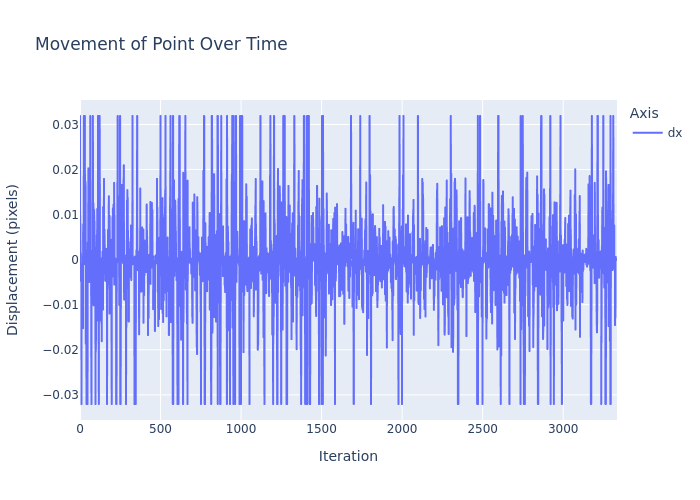 Movement of Point Over Time
Axis
dx
Displacement (pixels)
0.03
0.02
0.01
0
−0.01
−0.02
−0.03
0 500 1000 1500 2000 2500 3000
Iteration